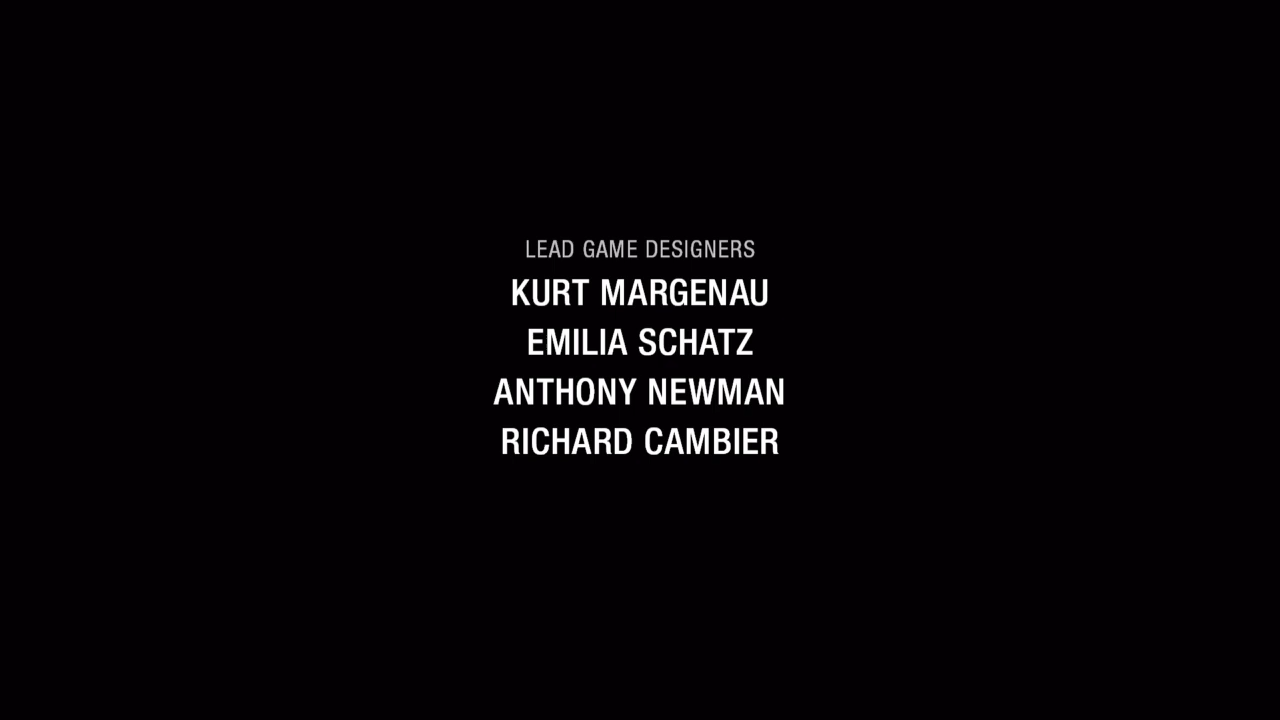 LEAD GAME DESIGNERS
KURT MARGENAU
EMILIA SCHATZ
ANTHONY NEWMAN
RICHARD CAMBIER